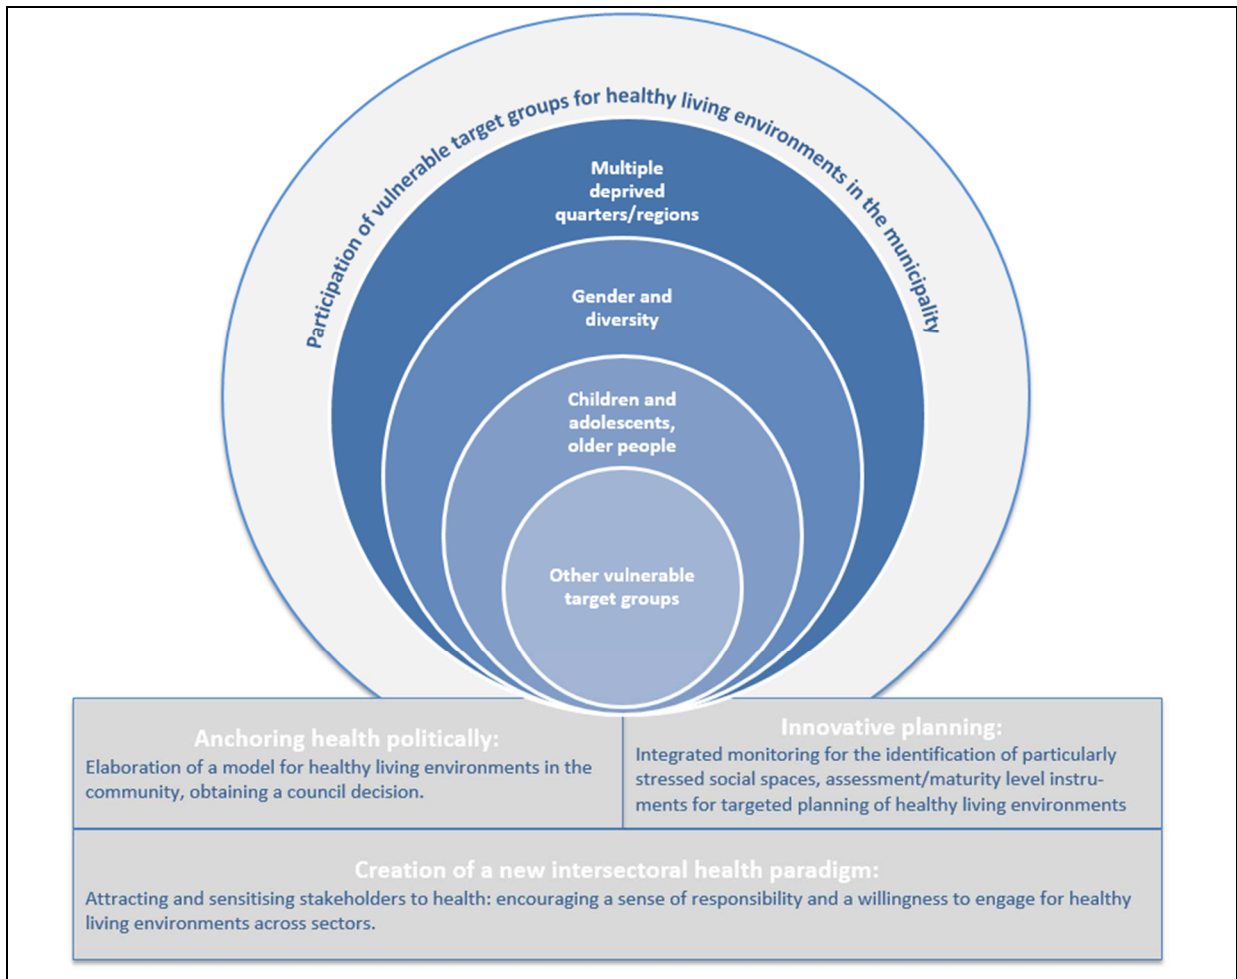 Participation of vulnerable target groups for healthy living environments in the municipality
Multiple
deprived
quarters/regions
Gender and
diversity
Children and
adolescents,
older people
Other vulnerable
target groups
Anchoring health politically:
Elaboration of a model for healthy living environments in the
community, obtaining a council decision.
Innovative planning:
Integrated monitoring for the identification of particularly
stressed social spaces, assessment/maturity level instru-
ments for targeted planning of healthy living environments
Creation of a new intersectoral health paradigm:
Attracting and sensitising stakeholders to health: encouraging a sense of responsibility and a willingness to engage for healthy
living environments across sectors.